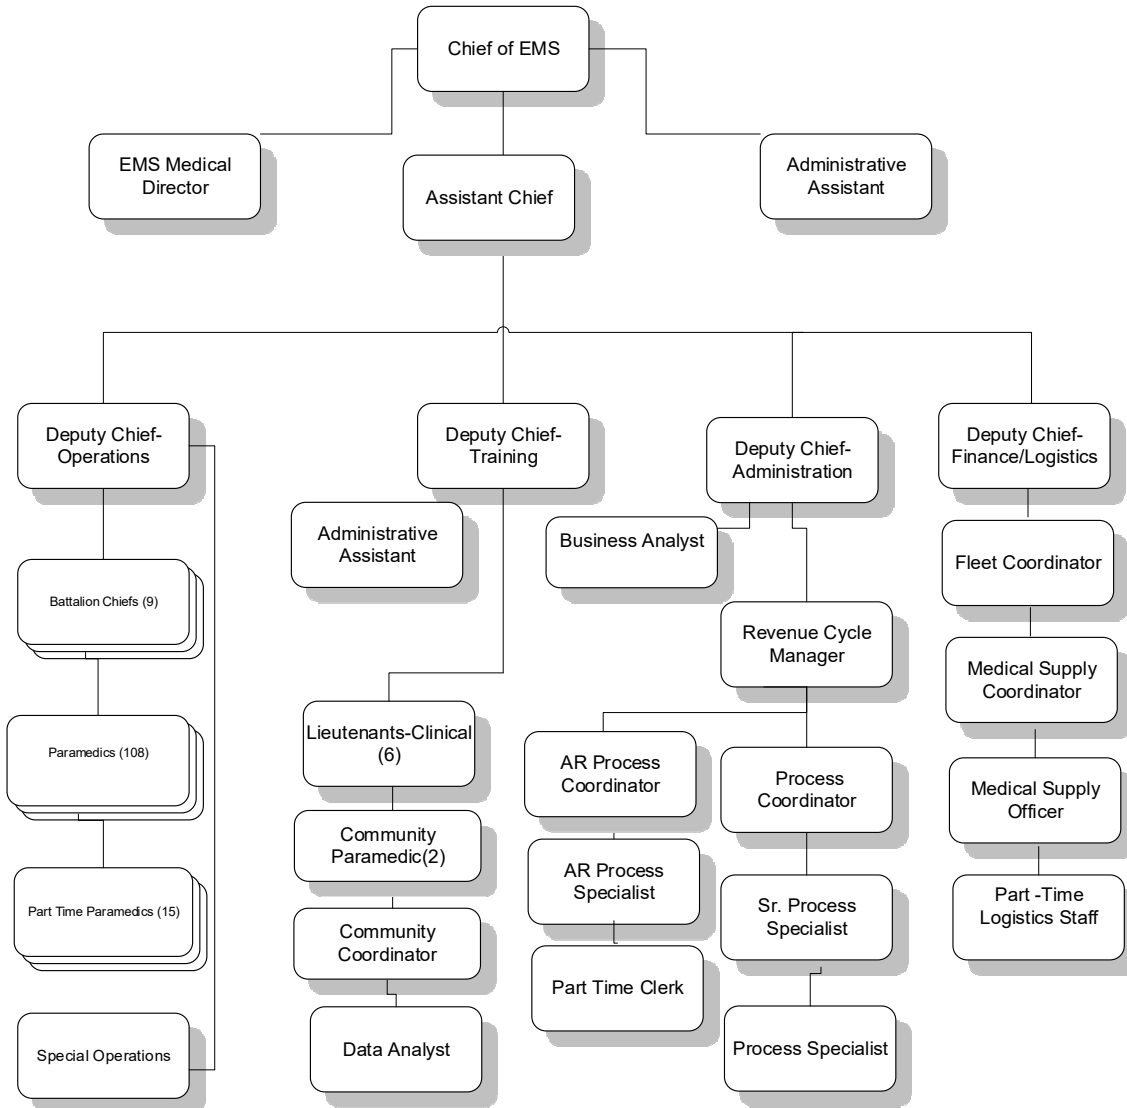 Chief of EMS
EMS Medical
Director
Assistant Chief
Administrative
Assistant
Deputy Chief-
Operations
Deputy Chief-
Training
Deputy Chief-
Administration
Deputy Chief-
Finance/Logistics
Administrative
Assistant
Business Analyst
Fleet Coordinator
Battalion Chiefs (9)
Revenue Cycle
Manager
Medical Supply
Coordinator
Paramedics (108)
Lieutenants-Clinical
(6)
AR Process
Coordinator
Process
Coordinator
Medical Supply
Officer
Community
Paramedic(2)
AR Process
Specialist
Sr. Process
Specialist
Part -Time
Logistics Staff
Part Time Paramedics (15)
Community
Coordinator
Part Time Clerk
Special Operations
Data Analyst
Process Specialist